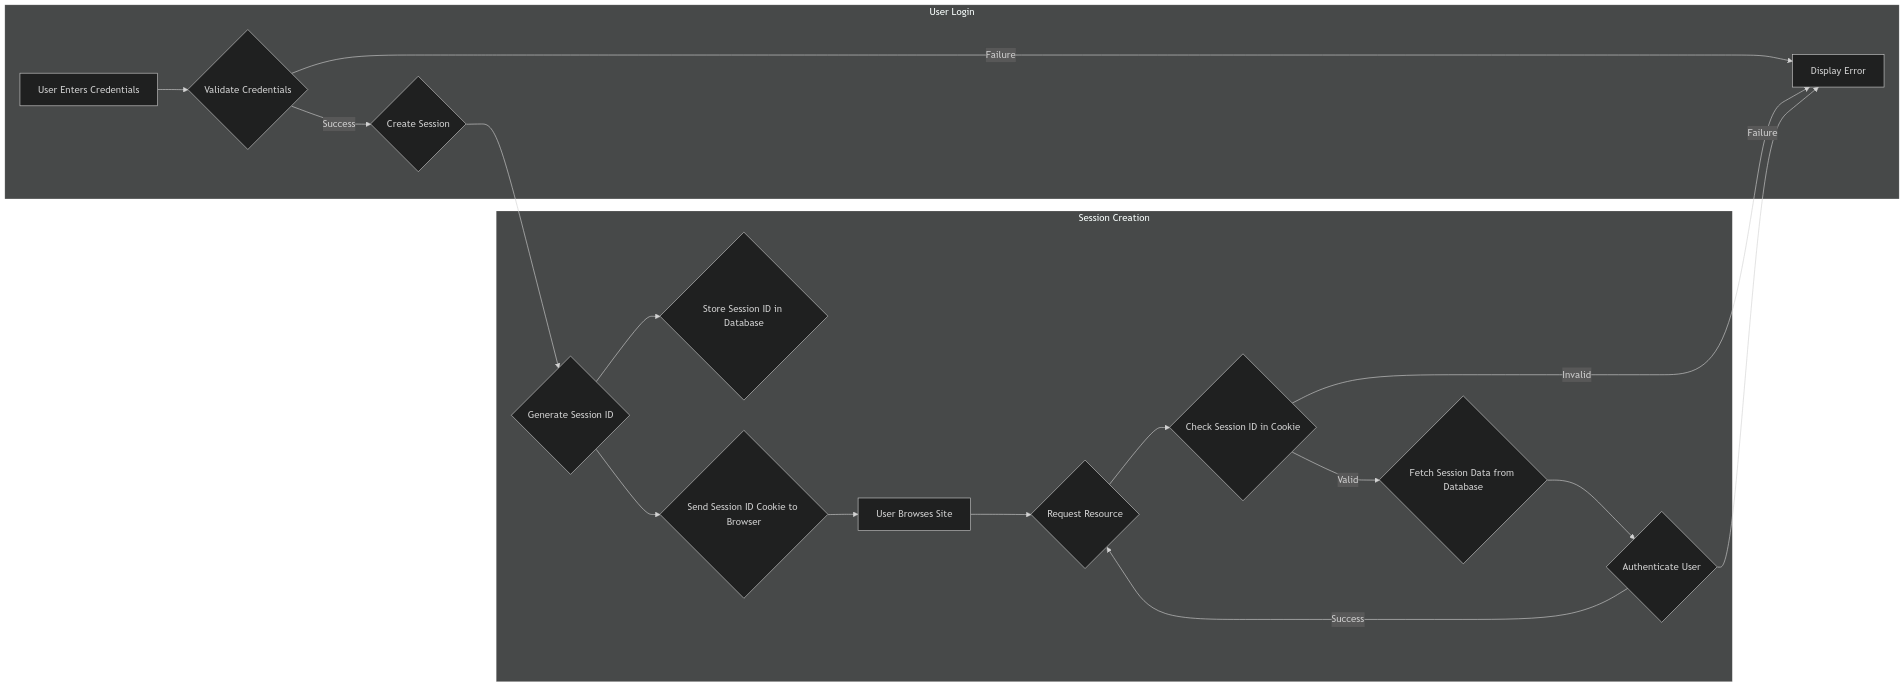 User Login
Failure
User Enters Credentials
Validate Credentials
Success
Create Session
Display Error
Failure
Session Creation
Store Session ID in
Database
Generate Session ID
Send Session ID Cookie to
Browser
User Browses Site
Request Resource
Check Session ID in Cookie
Invalid
Valid
Fetch Session Data from
Database
Authenticate User
Success